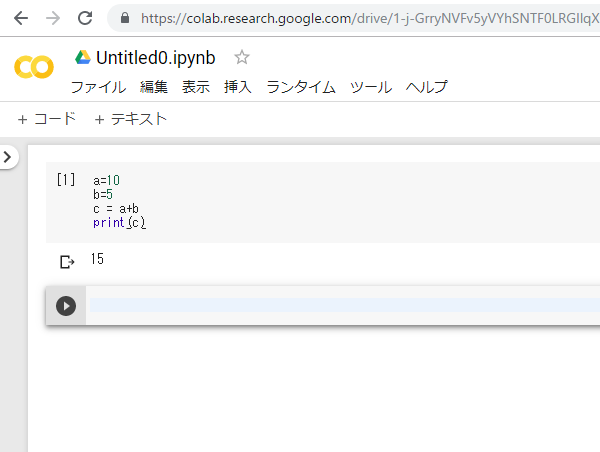 https://colab.research.google.com/drive/1-j-GrryNVFv5yVYhSNTF0LRGIlqX
Untitled0.ipynb
ファイル 編集 表示 挿入 ランタイム ツール ヘルプ
+ コード + テキスト
[1] a=10
b=5
c = a+b
print(c)
15